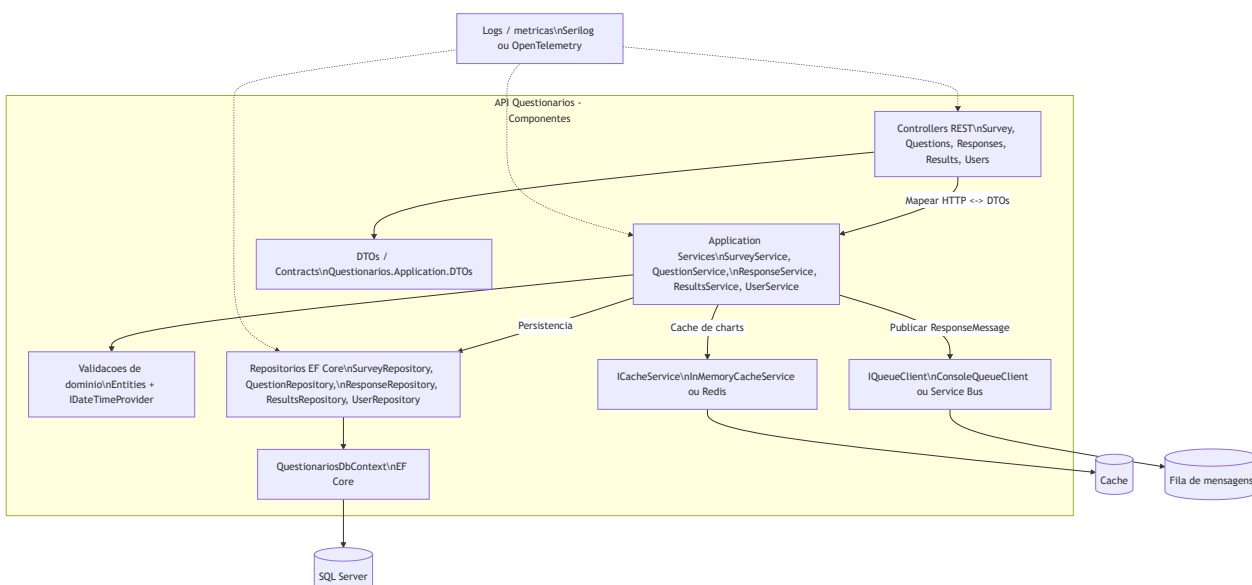 Logs / metricas\nSerilog
ou OpenTelemetry
API Questionarios -
Componentes
Controllers REST\nSurvey,
Questions, Responses,
Results, Users
Mapear HTTP <-> DTOs
DTOs /
Contracts\nQuestionarios.Application.DTOs
Application
Services\nSurveyService,
QuestionService,\nResponseService,
ResultsService, UserService
Persistencia
Cache de charts
Publicar ResponseMessage
Validacoes de
dominio\nEntities +
IDateTimeProvider
Repositorios EF Core\nSurveyRepository,
QuestionRepository,\nResponseRepository,
ResultsRepository, UserRepository
ICacheService\nInMemoryCacheService
ou Redis
IQueueClient\nConsoleQueueClient
ou Service Bus
QuestionariosDbContext\nEF
Core
Cache
Fila de mensagens
SQL Server